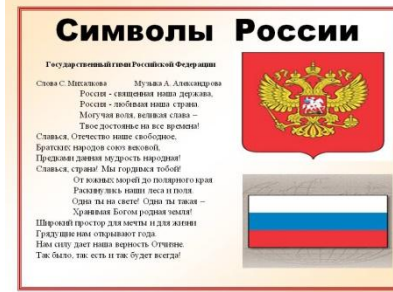 Символы России
Государственный гимн Российской Федерации
Слова С. Михалкова Музыка А. Александрова
Россия - священная наша держава,
Россия - любимая наша страна.
Могучая воля, великая слава –
Твое достоянье на все времена!
Славься, Отечество наше свободное,
Братских народов союз вековой,
Предками данная мудрость народная!
Славься, страна! Мы гордимся тобой!
От южных морей до полярного края
Раскинулись наши леса и поля.
Одна ты на свете! Одна ты такая –
Хранимая Богом родная земля!
Широкий простор для мечты и для жизни
Грядущие нам открывают года.
Нам силу дает наша верность Отчизне.
Так было, так есть и так будет всегда!